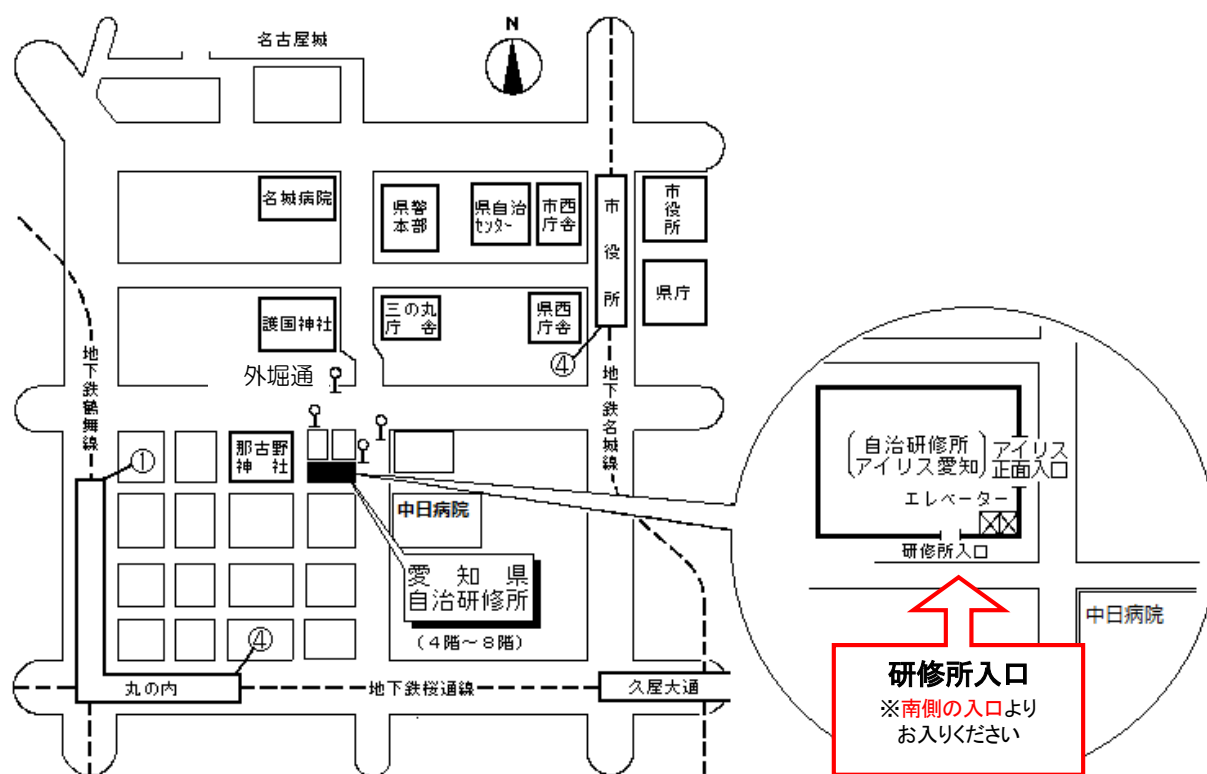 名古屋城
N
名城病院
県警
本部
県自治
センター
市西
庁舎
市役所
市役所
護国神社
三の丸
庁舎
県西
庁舎
県庁
④
地下鉄鶴舞線
外堀通
地下鉄名城線
那古野
神社
①
中日病院
愛知県
自治研修所
(4階~8階)
④
丸の内
地下鉄桜通線
久屋大通
(自治研修所
アイリス愛知)
アイリス
正面入口
エレベーター
研修所入口
中日病院
研修所入口
※南側の入口より
お入りください